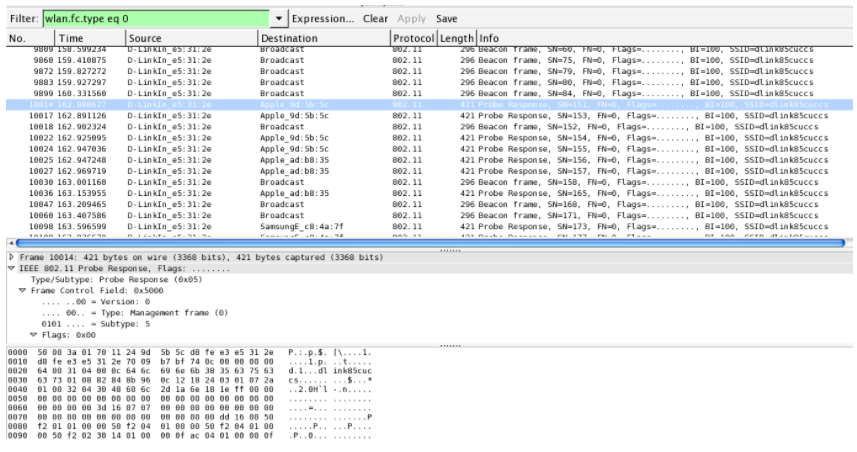 Filter: wlan.fc.type eq 0 Expression... Clear Apply Save
No. Time Source Destination Protocol Length Info
9809 158.599234 D-LinkIn_e5:31:2e Broadcast 802.11 296 Beacon frame, SN=60, FN=0, Flags=........, BI=100, SSID=dlink85cuccs
9860 159.410875 D-LinkIn_e5:31:2e Broadcast 802.11 296 Beacon frame, SN=75, FN=0, Flags=........, BI=100, SSID=dlink85cuccs
9872 159.827272 D-LinkIn_e5:31:2e Broadcast 802.11 296 Beacon frame, SN=79, FN=0, Flags=........, BI=100, SSID=dlink85cuccs
9883 159.927297 D-LinkIn_e5:31:2e Broadcast 802.11 296 Beacon frame, SN=80, FN=0, Flags=........, BI=100, SSID=dlink85cuccs
9899 160.331560 D-LinkIn_e5:31:2e Broadcast 802.11 296 Beacon frame, SN=84, FN=0, Flags=........, BI=100, SSID=dlink85cuccs
10014 162.880627 D-LinkIn_e5:31:2e Apple_9d:5b:5c 802.11 421 Probe Response, SN=151, FN=0, Flags=........, BI=100, SSID=dlink85cuccs
10017 162.891126 D-LinkIn_e5:31:2e Apple_9d:5b:5c 802.11 421 Probe Response, SN=153, FN=0, Flags=........, BI=100, SSID=dlink85cuccs
10018 162.902324 D-LinkIn_e5:31:2e Broadcast 802.11 296 Beacon frame, SN=152, FN=0, Flags=........, BI=100, SSID=dlink85cuccs
10022 162.925095 D-LinkIn_e5:31:2e Apple_9d:5b:5c 802.11 421 Probe Response, SN=154, FN=0, Flags=........, BI=100, SSID=dlink85cuccs
10024 162.947036 D-LinkIn_e5:31:2e Apple_9d:5b:5c 802.11 421 Probe Response, SN=155, FN=0, Flags=........, BI=100, SSID=dlink85cuccs
10025 162.947248 D-LinkIn_e5:31:2e Apple_ad:b8:35 802.11 421 Probe Response, SN=156, FN=0, Flags=........, BI=100, SSID=dlink85cuccs
10027 162.969719 D-LinkIn_e5:31:2e Apple_ad:b8:35 802.11 421 Probe Response, SN=157, FN=0, Flags=........, BI=100, SSID=dlink85cuccs
10030 163.001160 D-LinkIn_e5:31:2e Broadcast 802.11 296 Beacon frame, SN=158, FN=0, Flags=........, BI=100, SSID=dlink85cuccs
10036 163.153955 D-LinkIn_e5:31:2e Apple_ad:b8:35 802.11 421 Probe Response, SN=165, FN=0, Flags=........, BI=100, SSID=dlink85cuccs
10047 163.209465 D-LinkIn_e5:31:2e Broadcast 802.11 296 Beacon frame, SN=168, FN=0, Flags=........, BI=100, SSID=dlink85cuccs
10060 163.407586 D-LinkIn_e5:31:2e Broadcast 802.11 296 Beacon frame, SN=171, FN=0, Flags=........, BI=100, SSID=dlink85cuccs
10098 163.596599 D-LinkIn_e5:31:2e SamsungE_c8:4a:7f 802.11 421 Probe Response, SN=173, FN=0, Flags=........, BI=100, SSID=dlink85cuccs
Frame 10014: 421 bytes on wire (3368 bits), 421 bytes captured (3368 bits)
IEEE 802.11 Probe Response, Flags: ........
Type/Subtype: Probe Response (0x05)
Frame Control Field: 0x5000
.... ..00 = Version: 0
.... 00.. = Type: Management frame (0)
0101 .... = Subtype: 5
Flags: 0x00
0000 50 00 3a 01 70 11 24 9d 5b 5c d8 fe e3 e5 31 2e P.:.p.$. [\....1.
0010 d8 fe e3 e5 31 2e 70 09 b7 bf 74 0c 00 00 00 00 ....1.p. ..t.....
0020 64 00 31 04 00 0c 64 6c 69 6e 6b 38 35 63 75 63 d.1...dl ink85cuc
0030 63 73 01 08 82 84 8b 96 0c 12 18 24 03 01 07 2a cs...... ...$...*
0040 01 00 32 04 30 48 60 6c 2d 1a 6e 18 1e ff 00 00 ..2.0H`l -.n.....
0050 00 00 00 00 00 00 00 00 00 00 00 00 00 00 00 00 ........ ........
0060 00 00 00 00 3d 16 07 07 00 00 00 00 00 00 00 00 ....=... ........
0070 00 00 00 00 00 00 00 00 00 00 00 00 dd 16 00 50 ........ .......P
0080 f2 01 01 00 00 50 f2 04 01 00 00 50 f2 04 01 00 .....P.. ...P....
0090 00 50 f2 02 30 14 01 00 00 0f ac 04 01 00 00 0f .P..0... ........